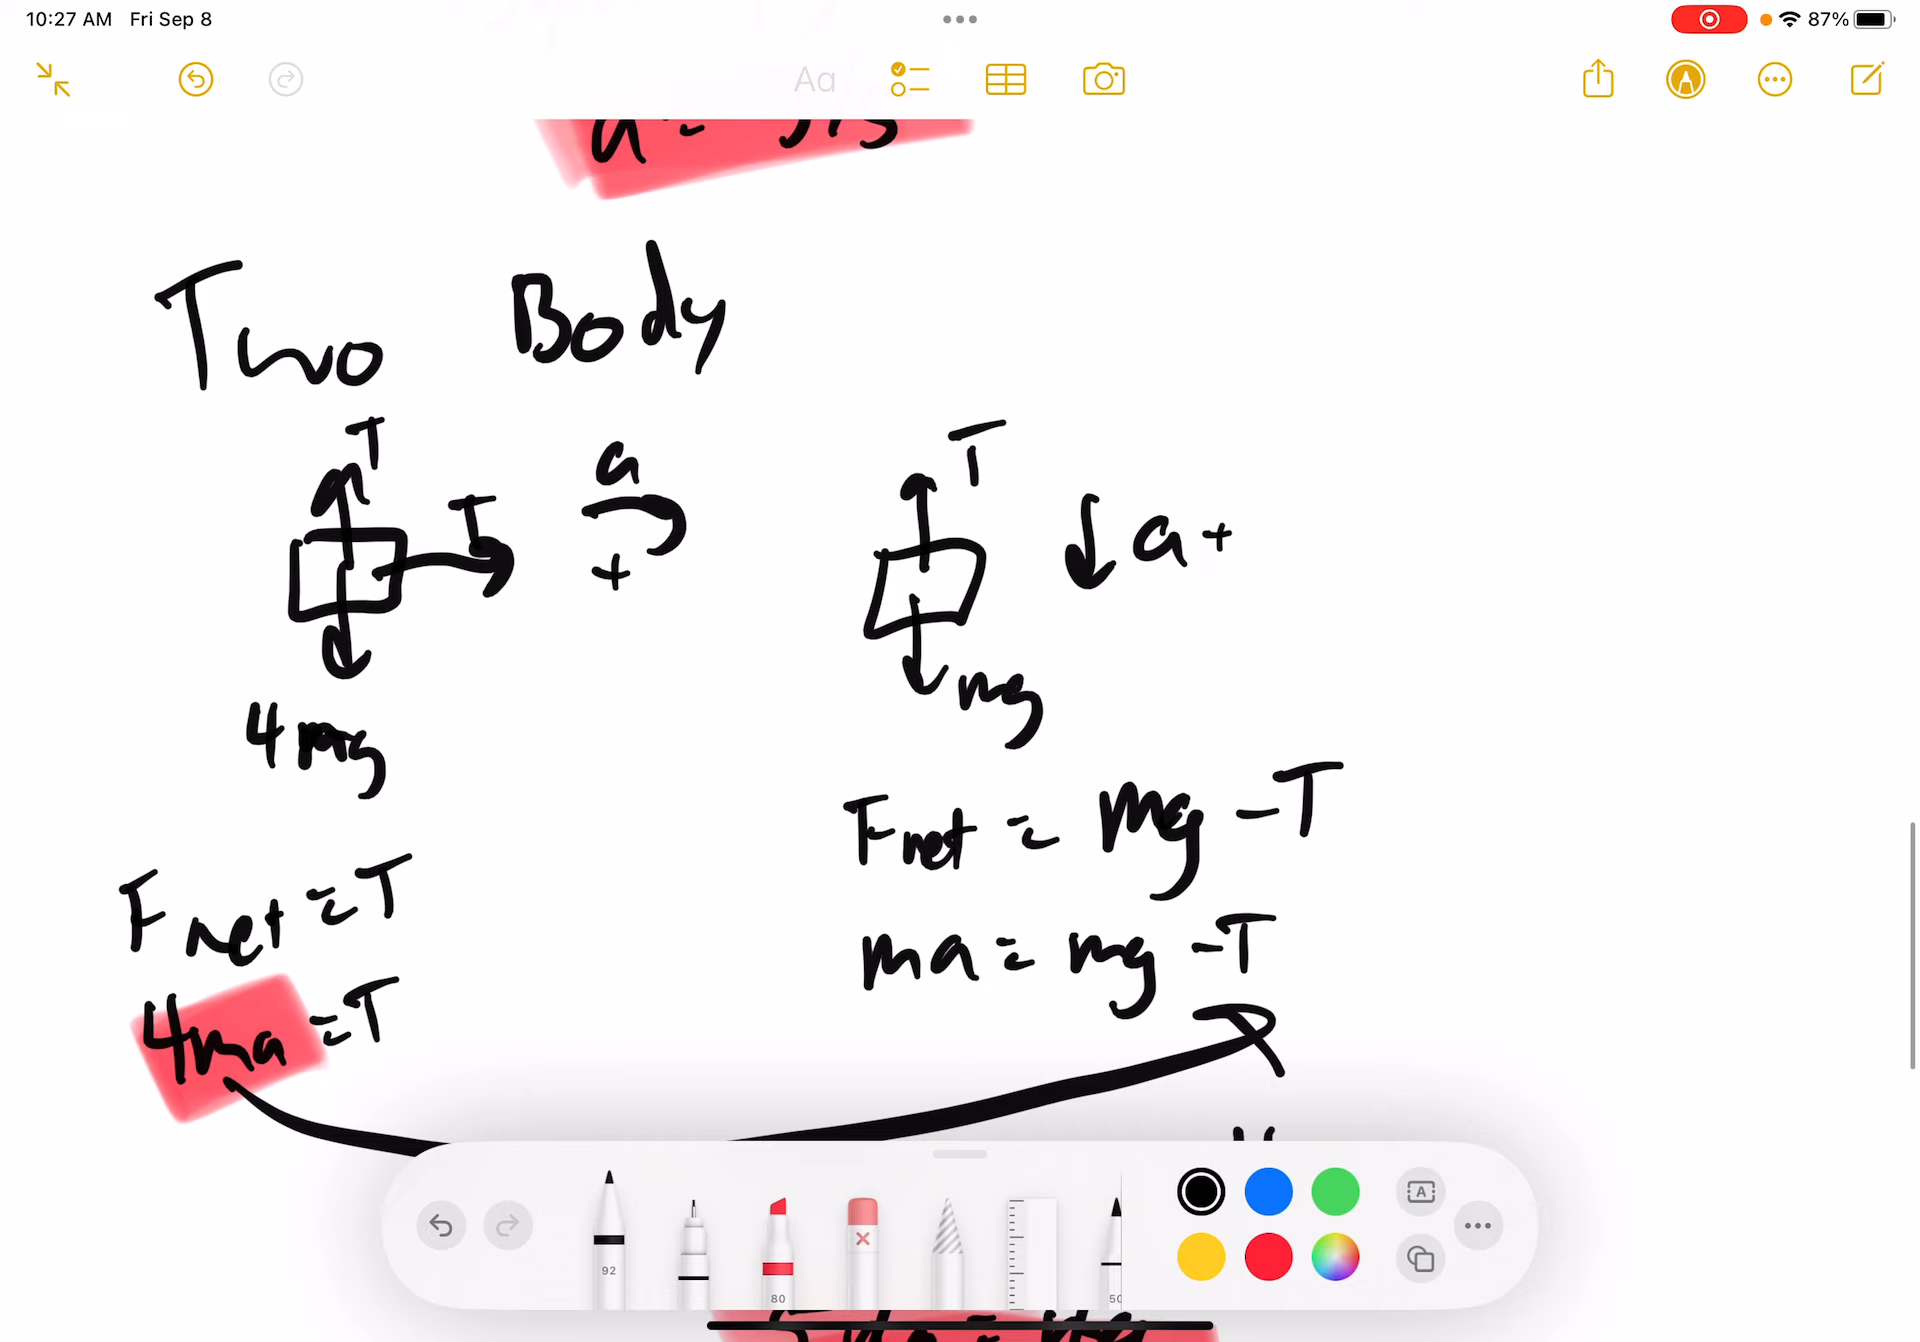 10:27 AM Fri Sep 8
87%
Aa
a =
Two Body
T
T
a
+
4mg
T
a +
mg
Fnet = T
4ma = T
Fnet = mg - T
ma = mg - T
92
80
50
A